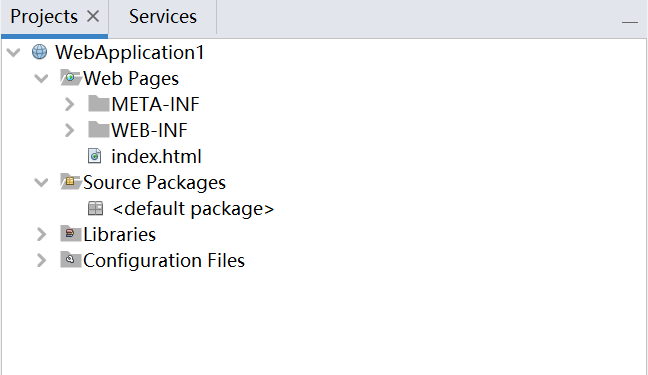 Projects Services
WebApplication1
Web Pages
META-INF
WEB-INF
index.html
Source Packages
<default package>
Libraries
Configuration Files